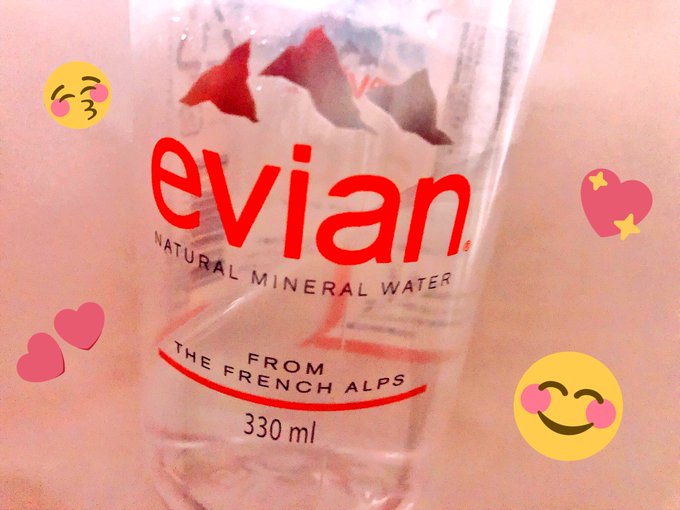 evian®
NATURAL MINERAL WATER
FROM
THE FRENCH ALPS
330 ml